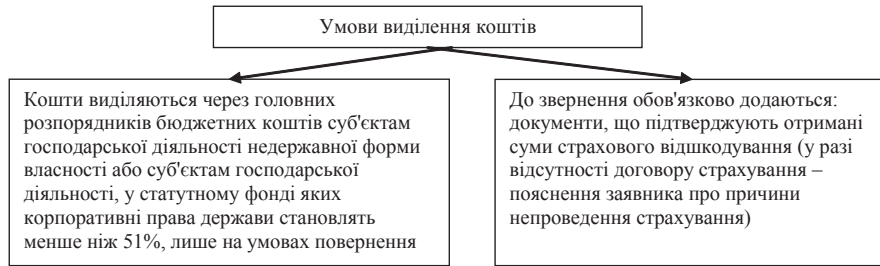 Умови виділення коштів
Кошти виділяються через головних
розпорядників бюджетних коштів суб'єктам
господарської діяльності недержавної форми
власності або суб'єктам господарської
діяльності, у статутному фонді яких
корпоративні права держави становлять
менше ніж 51%, лише на умовах повернення
До звернення обов'язково додаються:
документи, що підтверджують отримані
суми страхового відшкодування (у разі
відсутності договору страхування –
пояснення заявника про причини
непроведення страхування)